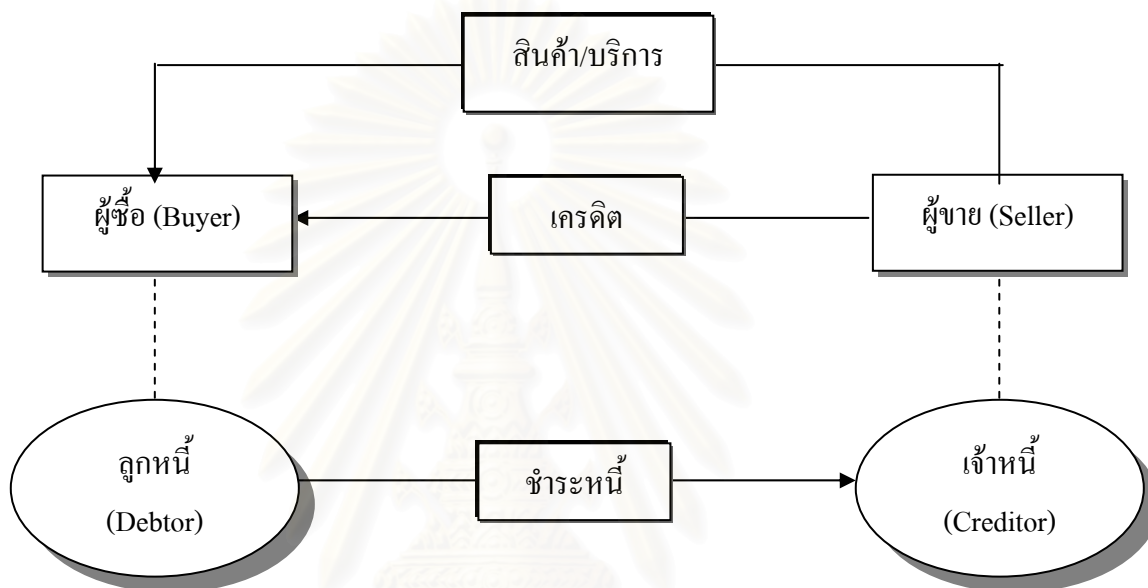 สินค้า/บริการ
ผู้ซื้อ (Buyer)
เครดิต
ผู้ขาย (Seller)
ลูกหนี้
(Debtor)
ชำระหนี้
เจ้าหนี้
(Creditor)